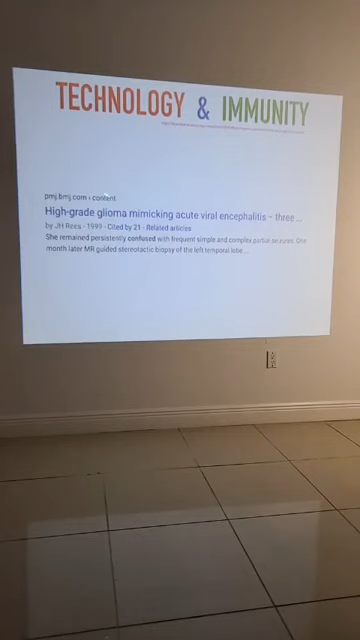 TECHNOLOGY & IMMUNITY
pmj.bmj.com › content
High-grade glioma mimicking acute viral encephalitis – three ...
by JH Rees · 1999 · Cited by 21 · Related articles
She remained persistently confused with frequent simple and complex partial seizures. One
month later MR guided stereotactic biopsy of the left temporal lobe ...